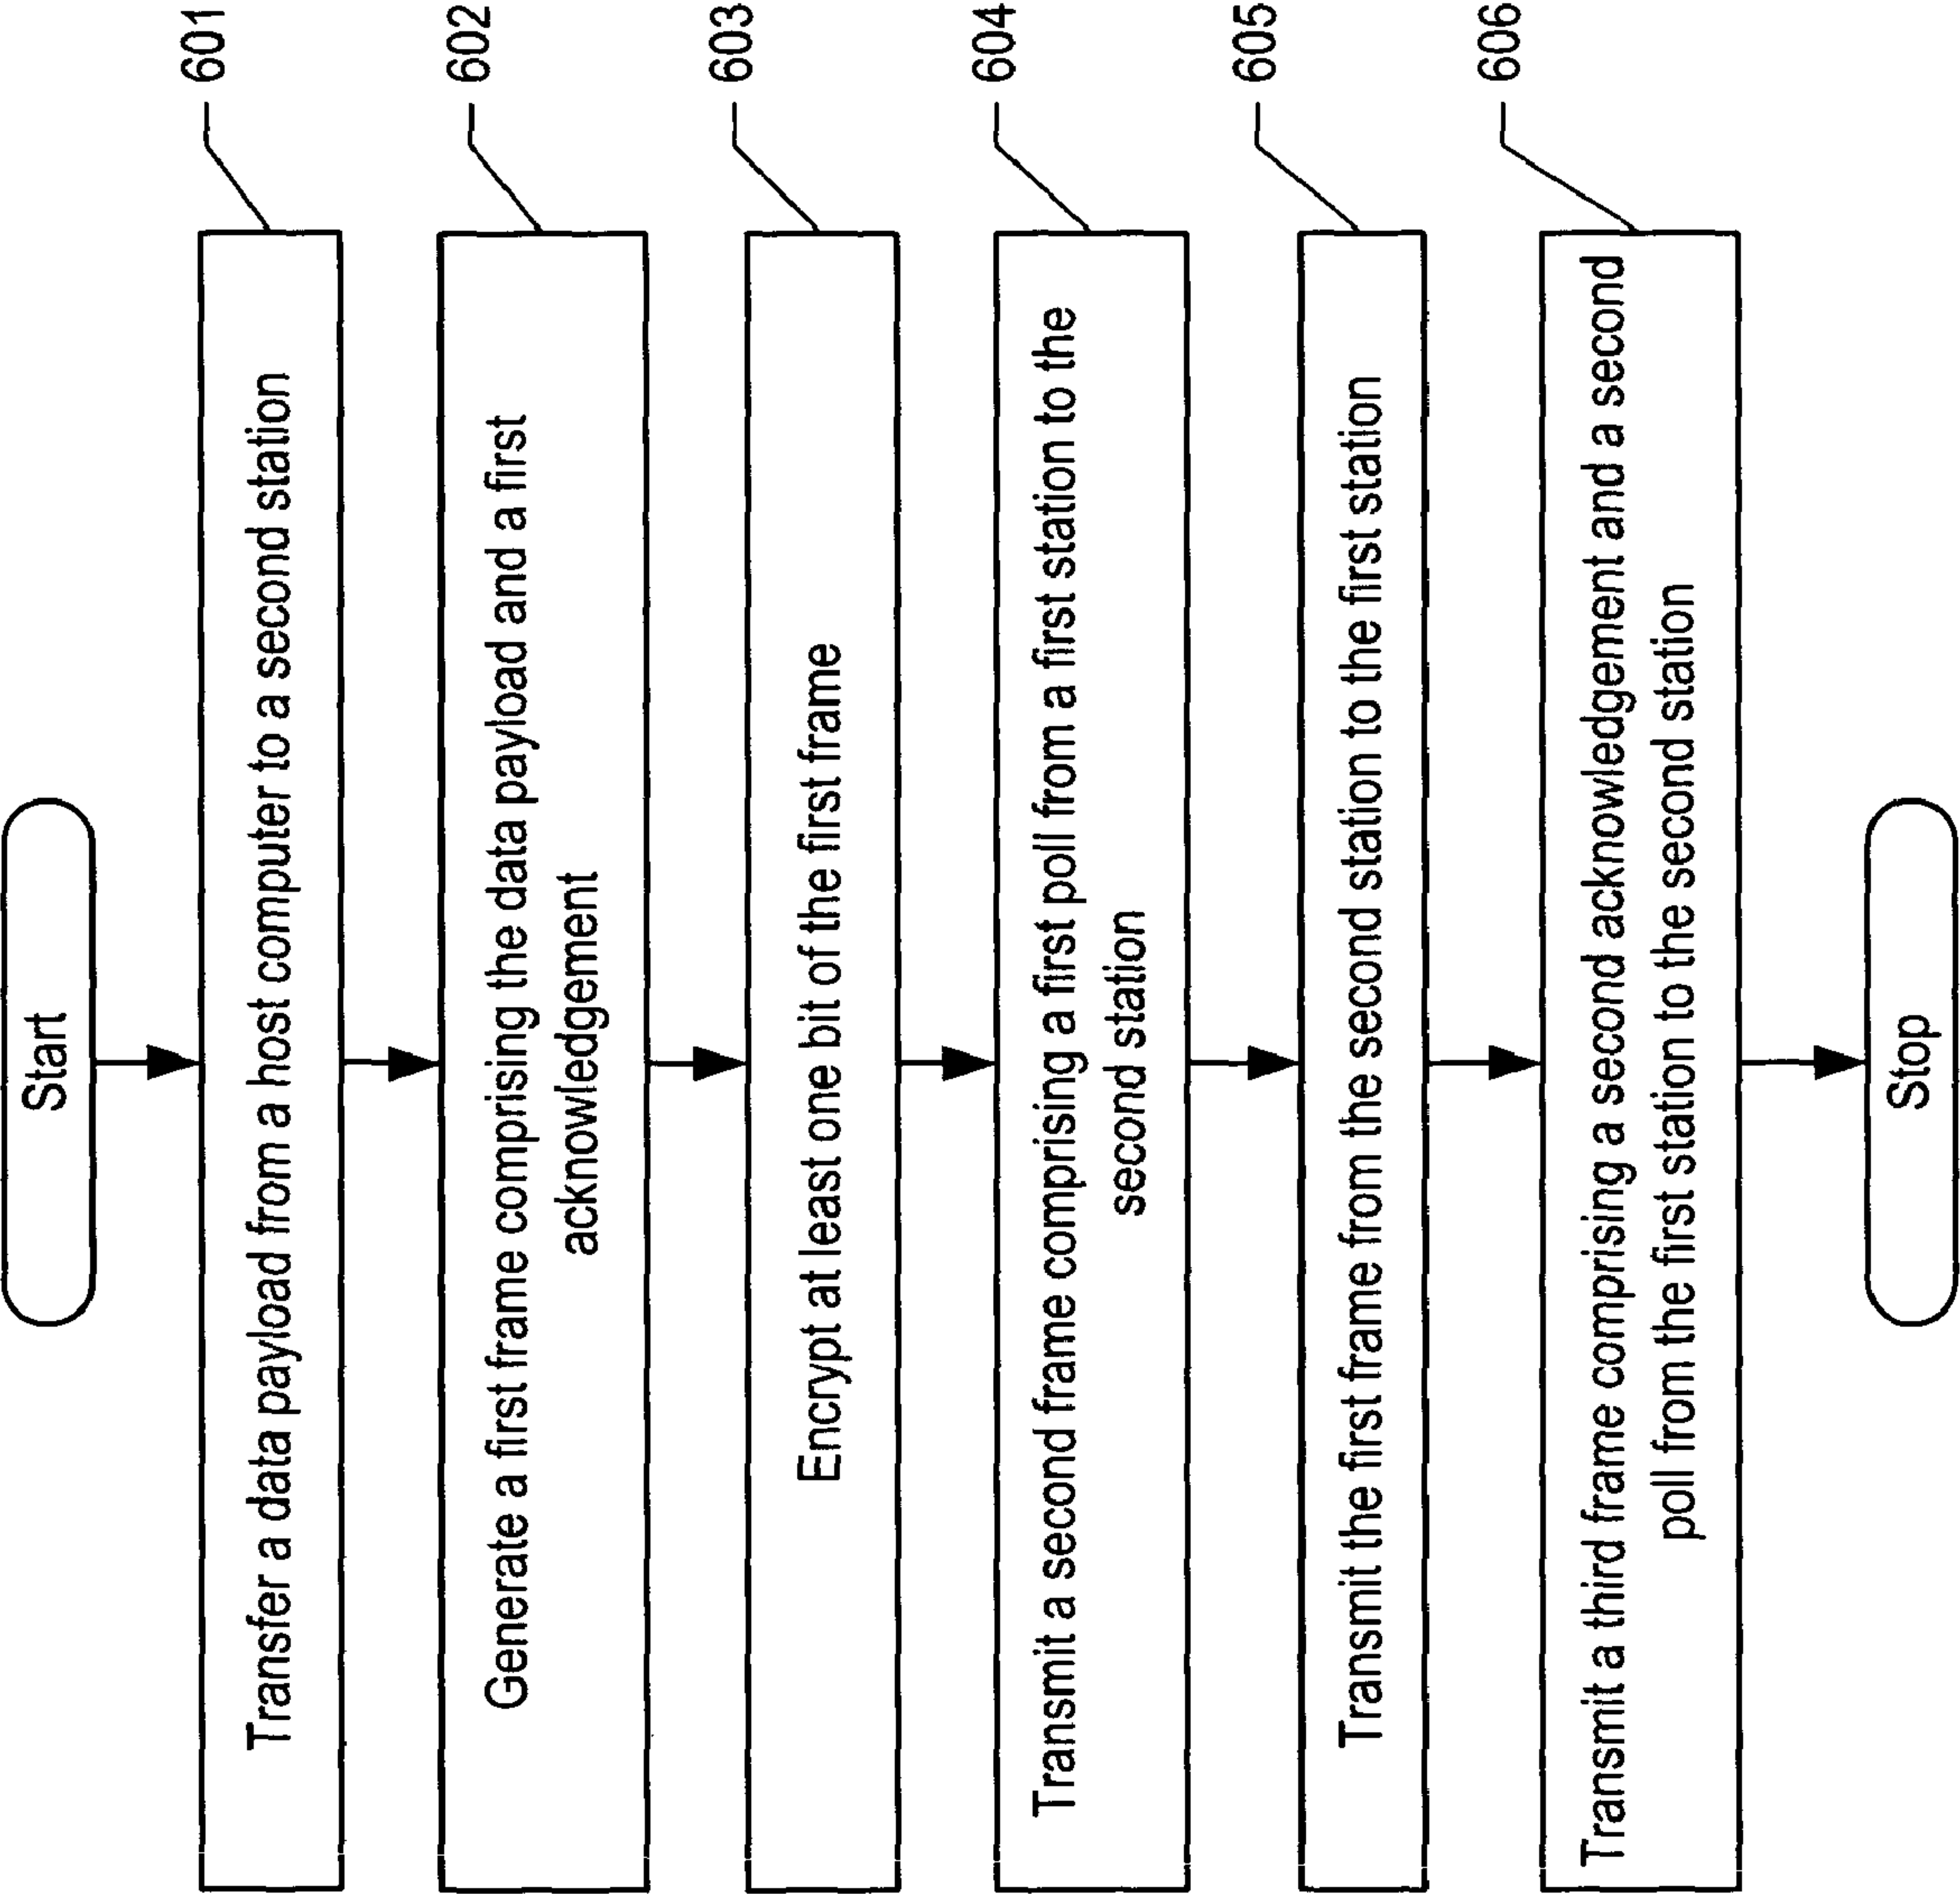 Start
Transfer a data payload from a host computer to a second station
601
Generate a first frame comprising the data payload and a first
acknowledgement
602
Encrypt at least one bit of the first frame
603
Transmit a second frame comprising a first poll from a first station to the
second station
604
Transmit the first frame from the second station to the first station
605
Transmit a third frame comprising a second acknowledgement and a second
poll from the first station to the second station
606
Stop